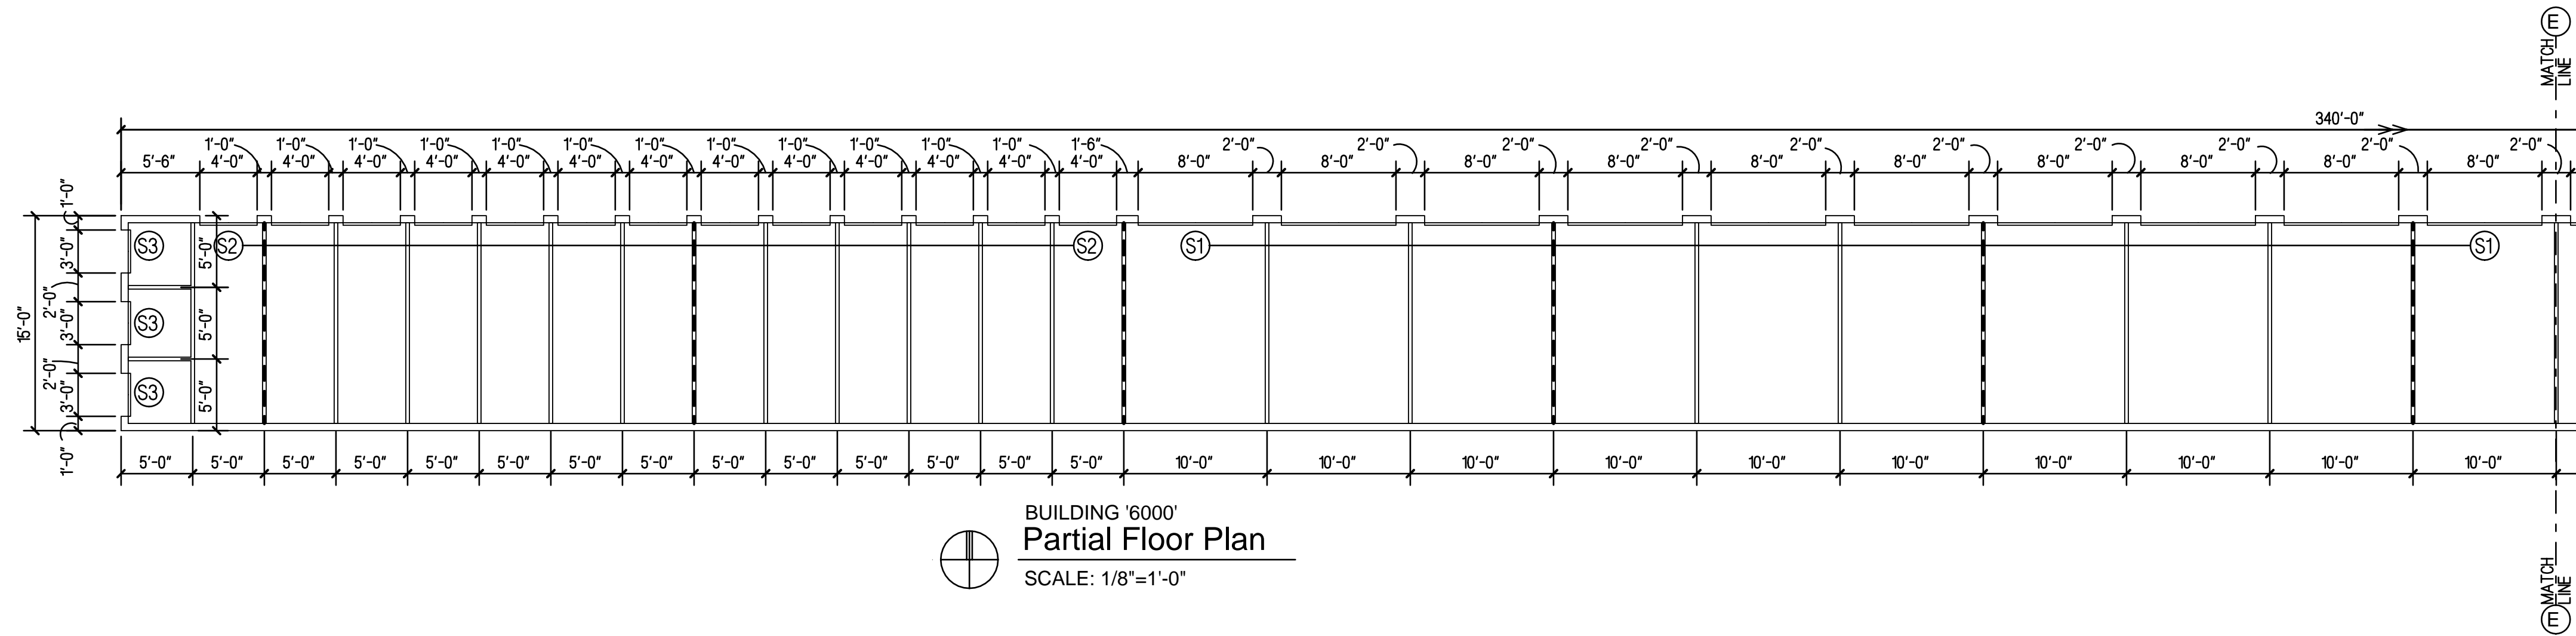 E
MATCH
LINE
340'-0"
1'-0" 1'-0" 1'-0" 1'-0" 1'-0" 1'-0" 1'-0" 1'-0" 1'-0" 1'-0" 1'-0" 1'-0" 1'-6" 2'-0" 2'-0" 2'-0" 2'-0" 2'-0" 2'-0" 2'-0" 2'-0" 2'-0" 2'-0"
5'-6" 4'-0" 4'-0" 4'-0" 4'-0" 4'-0" 4'-0" 4'-0" 4'-0" 4'-0" 4'-0" 4'-0" 4'-0" 4'-0" 8'-0" 8'-0" 8'-0" 8'-0" 8'-0" 8'-0" 8'-0" 8'-0" 8'-0" 8'-0"
15'-0"
1'-0"
3'-0"
2'-0"
3'-0"
2'-0"
3'-0"
1'-0"
S3
S3
S3
5'-0"
5'-0"
5'-0"
S2 S2 S1 S1
5'-0" 5'-0" 5'-0" 5'-0" 5'-0" 5'-0" 5'-0" 5'-0" 5'-0" 5'-0" 5'-0" 5'-0" 5'-0" 5'-0" 10'-0" 10'-0" 10'-0" 10'-0" 10'-0" 10'-0" 10'-0" 10'-0" 10'-0" 10'-0"
BUILDING '6000'
Partial Floor Plan
SCALE: 1/8"=1'-0"
MATCH
LINE
E